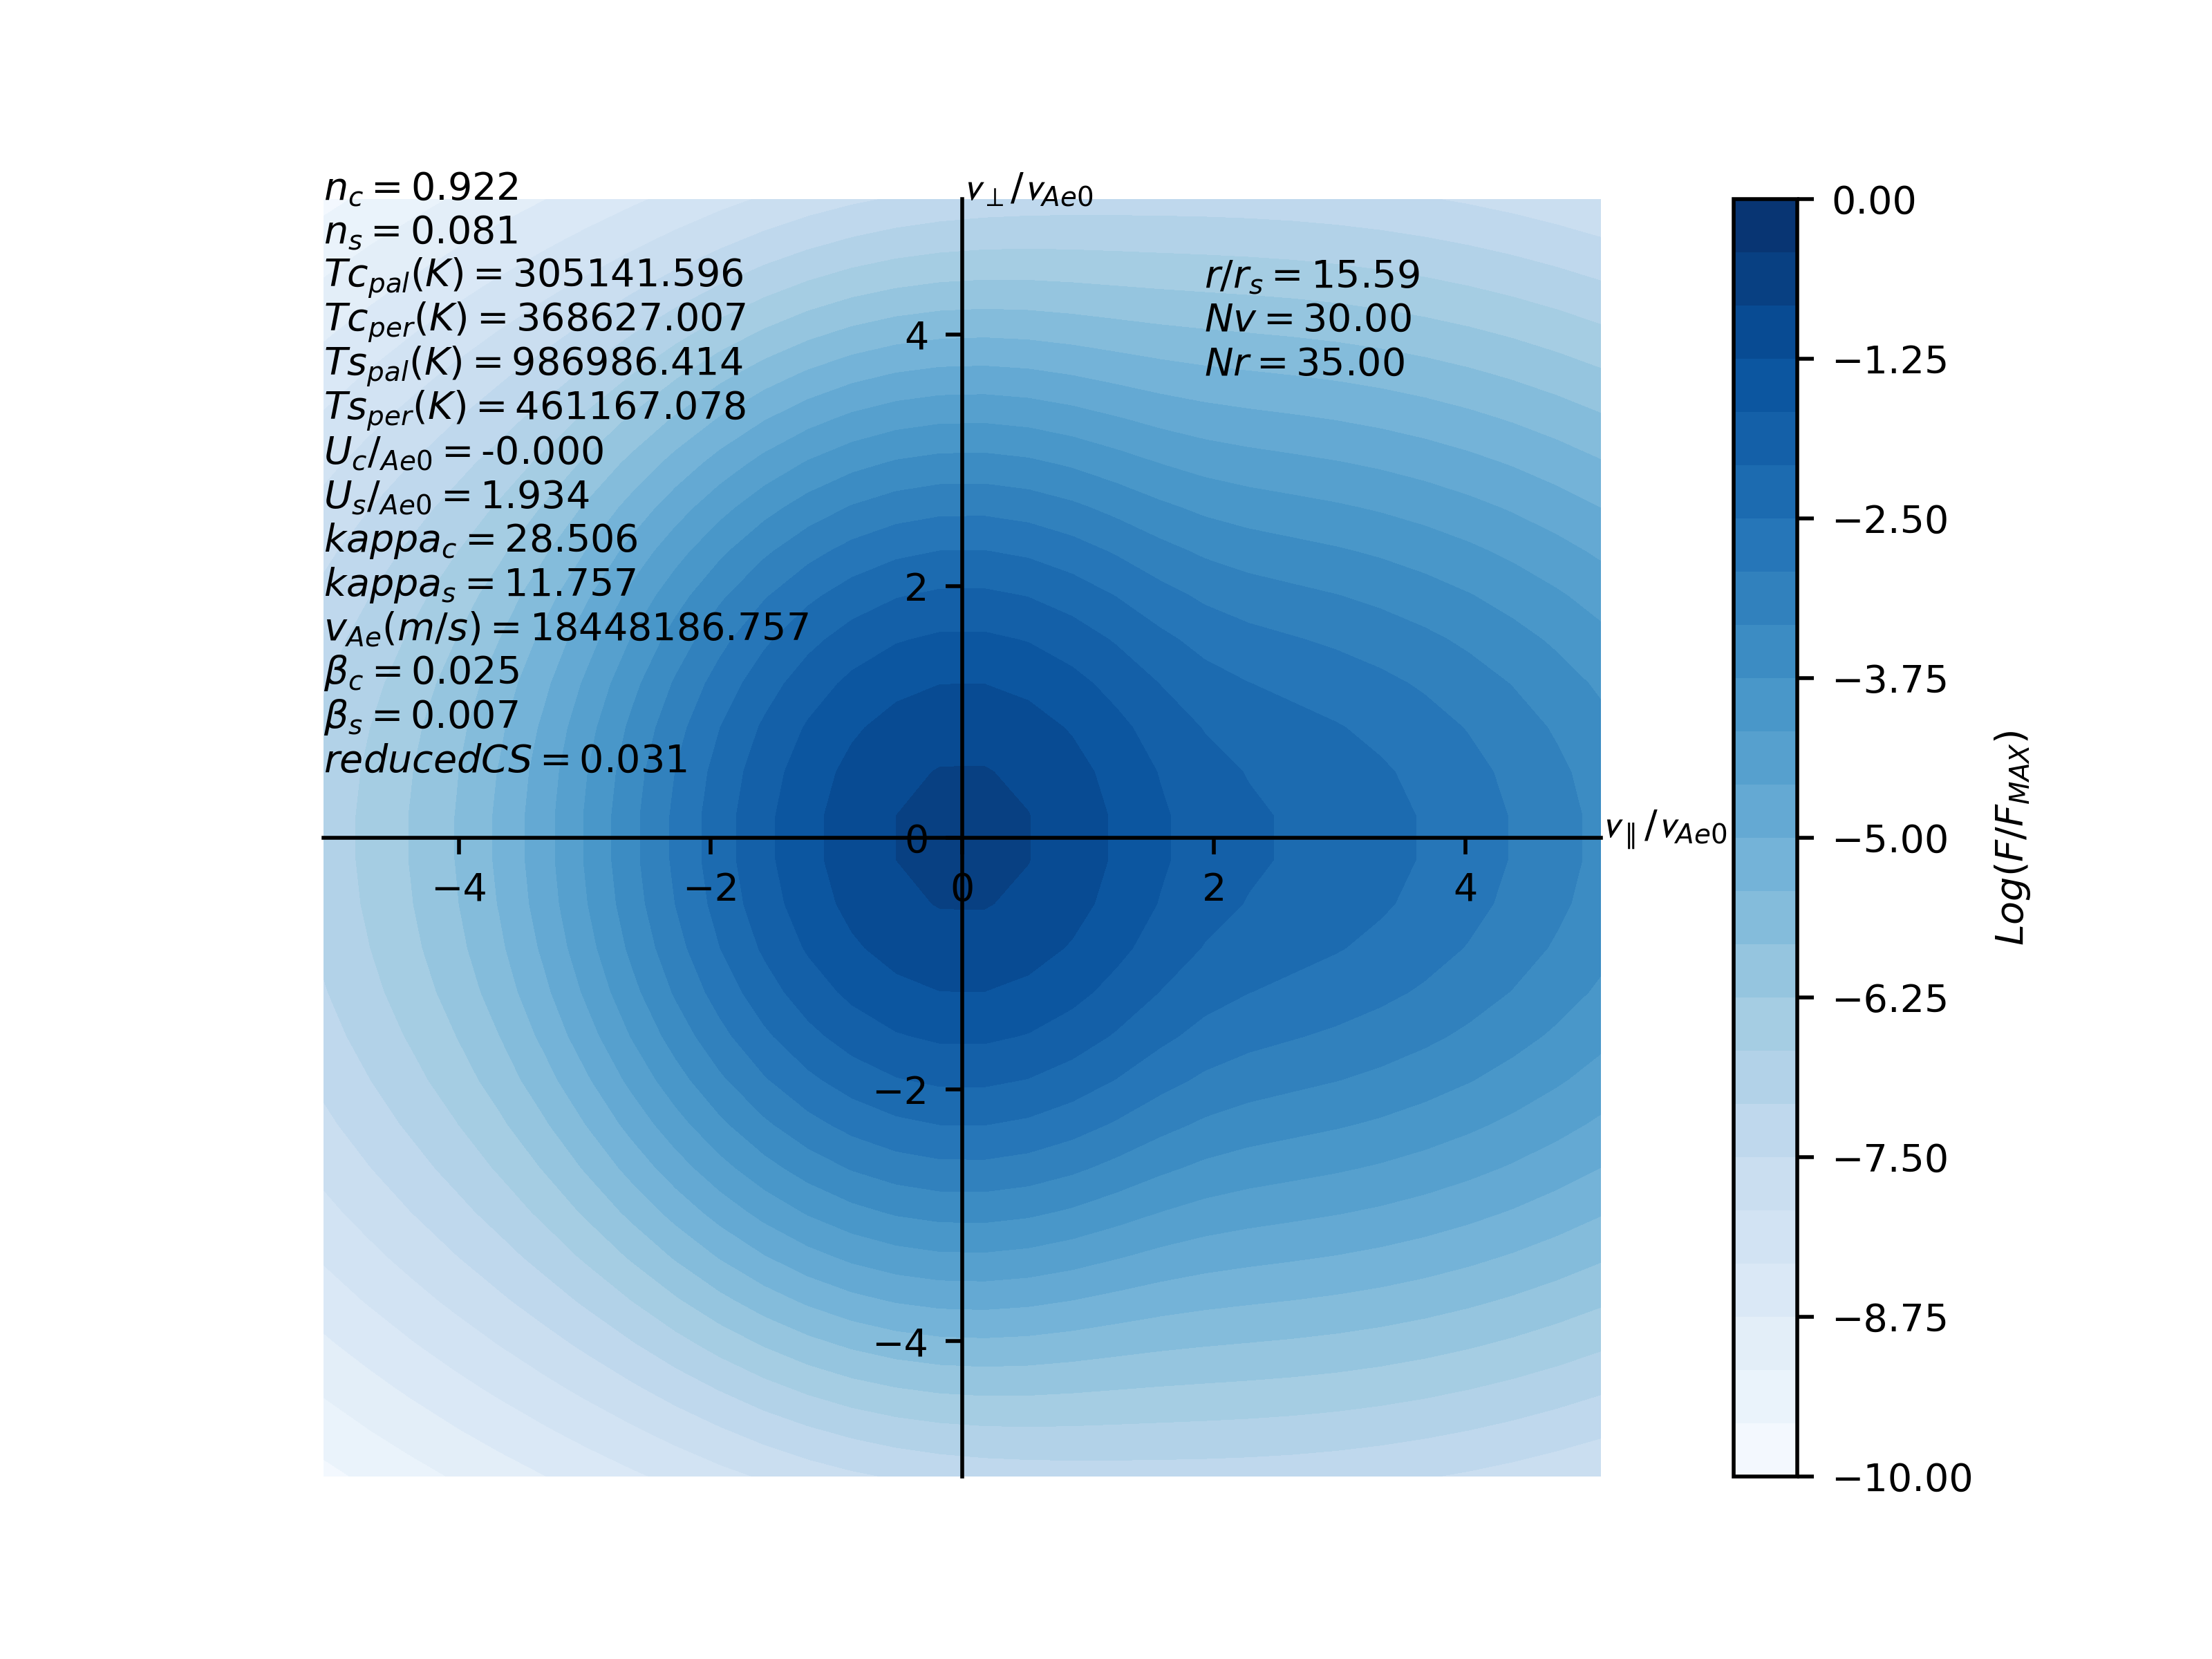 n_c = 0.922
n_s = 0.081
Tc_pal(K) = 305141.596
Tc_per(K) = 368627.007
Ts_pal(K) = 986986.414
Ts_per(K) = 461167.078
U_c/_Ae0 = -0.000
U_s/_Ae0 = 1.934
kappa_c = 28.506
kappa_s = 11.757
v_Ae(m/s) = 18448186.757
β_c = 0.025
β_s = 0.007
reducedCS = 0.031
v_⊥/v_Ae0
r/r_s = 15.59
Nv = 30.00
Nr = 35.00
4
2
0
−2
−4
−4 −2 0 2 4
v_∥/v_Ae0
0.00
−1.25
−2.50
−3.75
−5.00
−6.25
−7.50
−8.75
−10.00
Log(F/F_MAX)